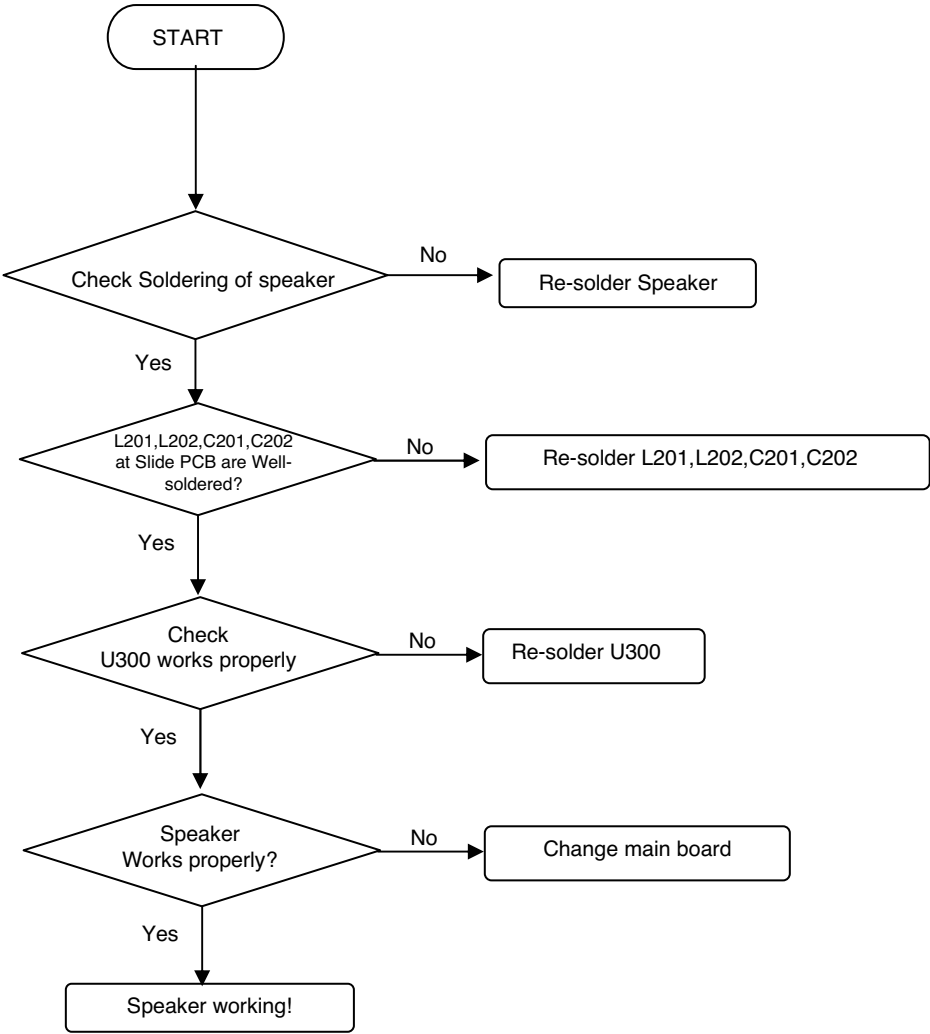 START
Check Soldering of speaker
No
Re-solder Speaker
Yes
L201,L202,C201,C202
at Slide PCB are Well-
soldered?
No
Re-solder L201,L202,C201,C202
Yes
Check
U300 works properly
No
Re-solder U300
Yes
Speaker
Works properly?
No
Change main board
Yes
Speaker working!